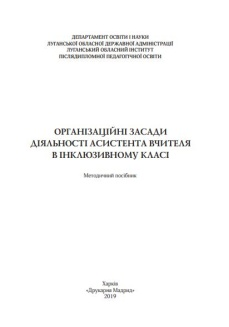 ДЕПАРТАМЕНТ ОСВІТИ І НАУКИ
ЛУГАНСЬКОЇ ОБЛАСНОЇ ДЕРЖАВНОЇ АДМІНІСТРАЦІЇ
ЛУГАНСЬКИЙ ОБЛАСНИЙ ІНСТИТУТ
ПІСЛЯДИПЛОМНОЇ ПЕДАГОГІЧНОЇ ОСВІТИ
ОРГАНІЗАЦІЙНІ ЗАСАДИ
ДІЯЛЬНОСТІ АСИСТЕНТА ВЧИТЕЛЯ
В ІНКЛЮЗИВНОМУ КЛАСІ
Методичний посібник
Харків
«Друкарня Мадрид»
2019